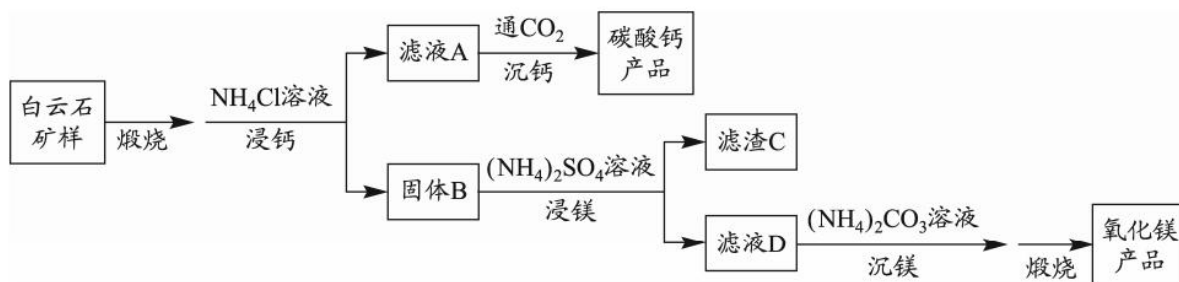 白云石
矿样
煅烧
NH₄Cl溶液
浸钙
滤液A
通CO₂
沉钙
碳酸钙
产品
固体B
(NH₄)₂SO₄溶液
浸镁
滤渣C
滤液D
(NH₄)₂CO₃溶液
沉镁
煅烧
氧化镁
产品